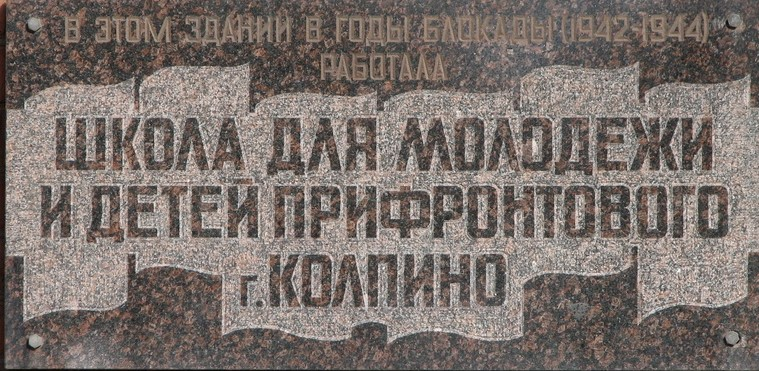 В ЭТОМ ЗДАНИИ В ГОДЫ БЛОКАДЫ (1942-1944)
РАБОТАЛА
ШКОЛА ДЛЯ МОЛОДЕЖИ
И ДЕТЕЙ ПРИФРОНТОВОГО
г. КОЛПИНО